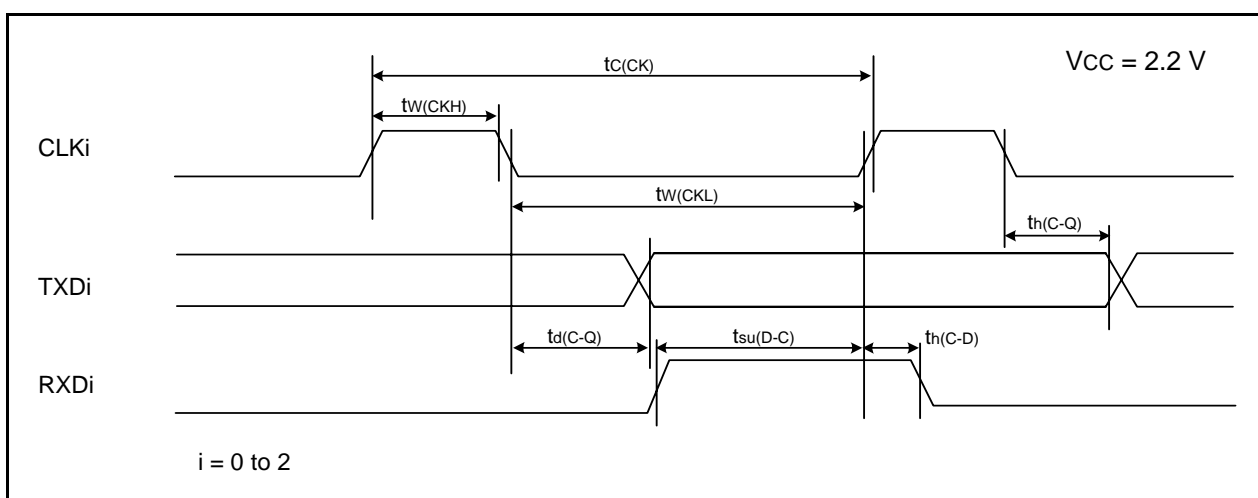 VCC = 2.2 V
tC(CK)
tW(CKH)
CLKi
tW(CKL)
th(C-Q)
TXDi
td(C-Q)
tsu(D-C)
th(C-D)
RXDi
i = 0 to 2